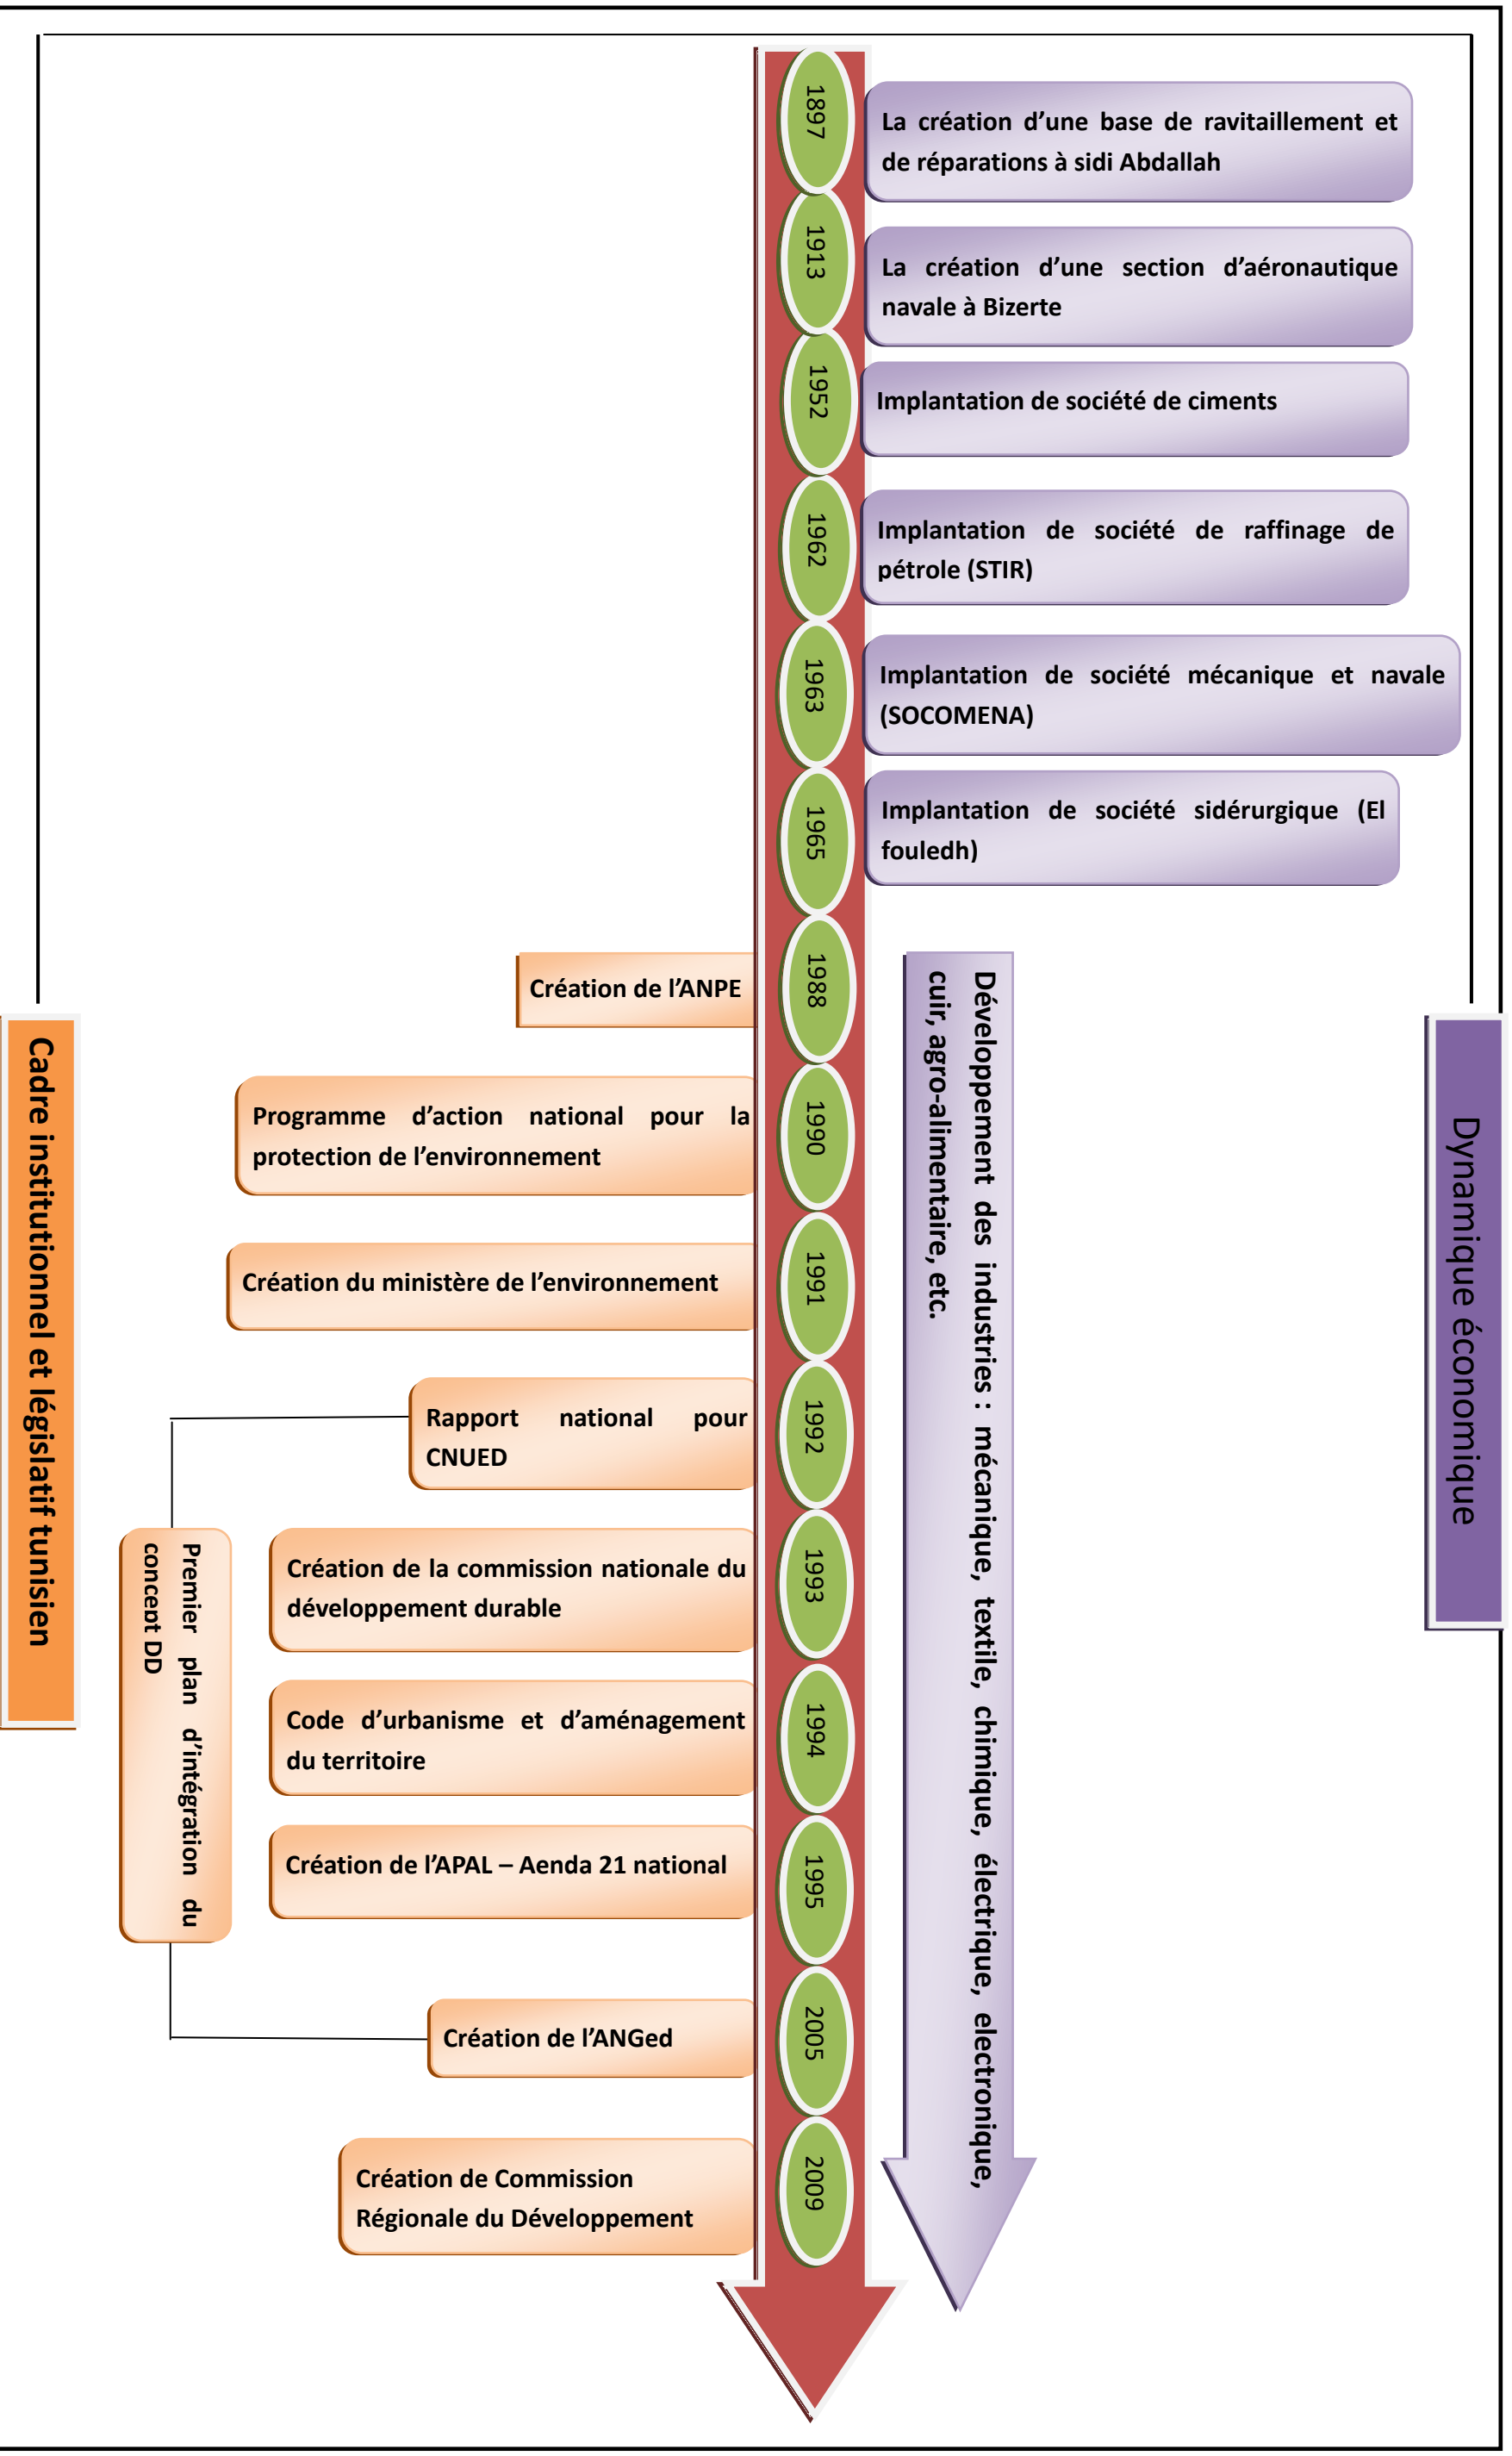 1897
La création d’une base de ravitaillement et
de réparations à sidi Abdallah
1913
La création d’une section d’aéronautique
navale à Bizerte
1952
Implantation de société de ciments
1962
Implantation de société de raffinage de
pétrole (STIR)
1963
Implantation de société mécanique et navale
(SOCOMENA)
1965
Implantation de société sidérurgique (El
fouledh)
Dynamique économique
Développement des industries : mécanique, textile, chimique, électrique, electronique,
cuir, agro-alimentaire, etc.
Cadre institutionnel et législatif tunisien
1988
Création de l’ANPE
1990
Programme d’action national pour la
protection de l’environnement
1991
Création du ministère de l’environnement
1992
Rapport national pour
CNUED
Premier plan d’intégration du
concept DD
1993
Création de la commission nationale du
développement durable
1994
Code d’urbanisme et d’aménagement
du territoire
1995
Création de l’APAL – Aenda 21 national
2005
Création de l’ANGed
2009
Création de Commission
Régionale du Développement